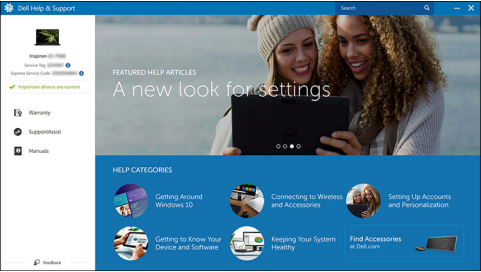 Dell Help & Support
Search
Inspiron
Service Tag
Express Service Code
Important drivers are current
Warranty
SupportAssist
Manuals
Feedback
FEATURED HELP ARTICLES
A new look for settings
HELP CATEGORIES
Getting Around
Windows 10
Connecting to Wireless
and Accessories
Setting Up Accounts
and Personalization
Getting to Know Your
Device and Software
Keeping Your System
Healthy
Find Accessories
at Dell.com